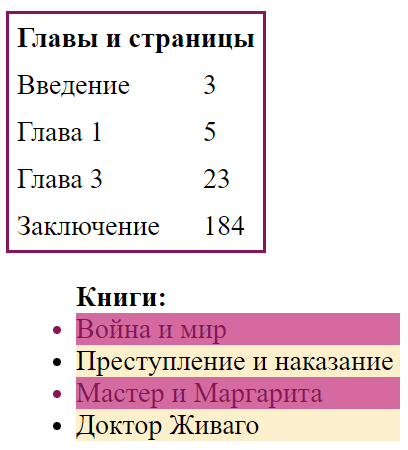 Главы и страницы
Введение 3
Глава 1 5
Глава 3 23
Заключение 184
Книги:
Война и мир
Преступление и наказание
Мастер и Маргарита
Доктор Живаго